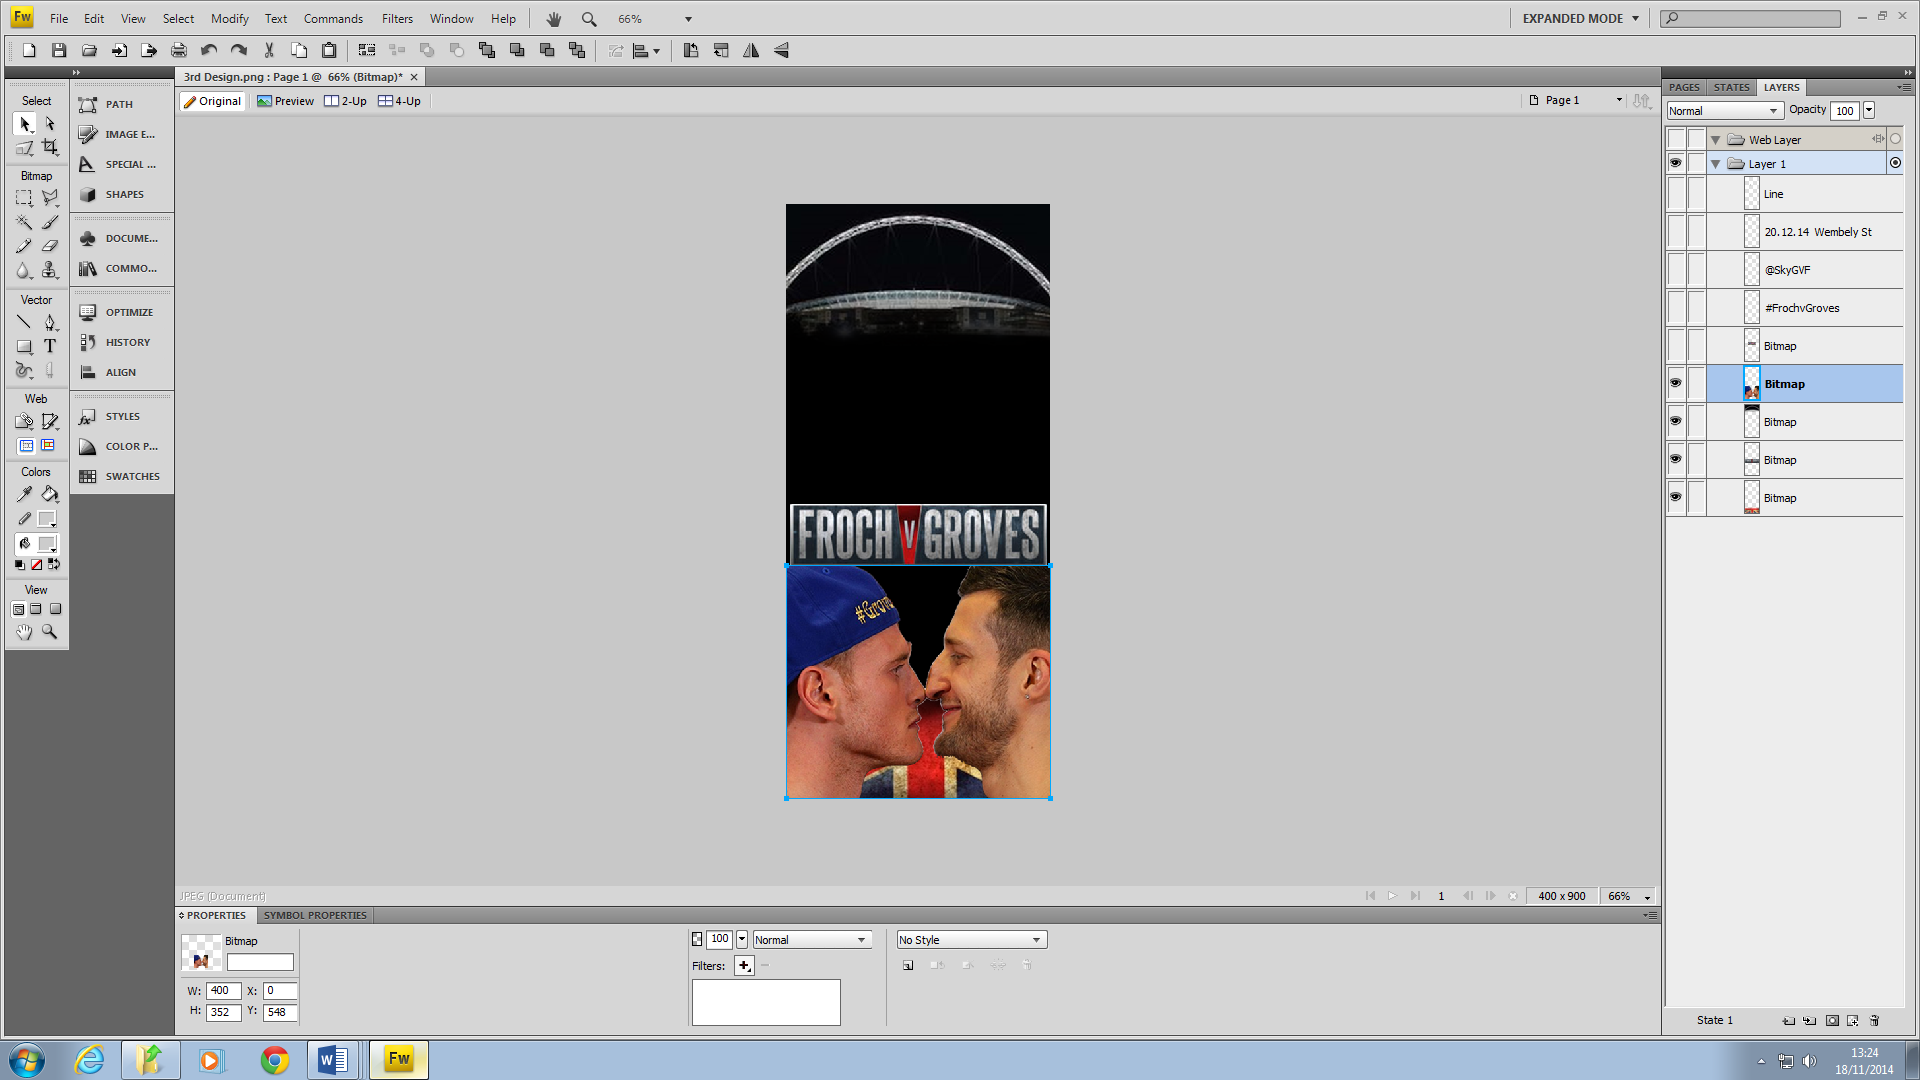 Fw File Edit View Select Modify Text Commands Filters Window Help 66% EXPANDED MODE
3rd Design.png : Page 1 @ 66% (Bitmap)*
Original Preview 2-Up 4-Up Page 1
Select
Bitmap
Vector
T
Web
Colors
View
PATH
IMAGE E...
SPECIAL ...
SHAPES
DOCUME...
COMMO...
OPTIMIZE
HISTORY
ALIGN
STYLES
COLOR P...
SWATCHES
FROCH V GROVES
PAGES STATES LAYERS
Normal Opacity 100
Web Layer
Layer 1
Line
20.12.14 Wembely St
@SkyGVF
#FrochvGroves
Bitmap
Bitmap
Bitmap
Bitmap
Bitmap
State 1
JPEG (Document) 1 400 x 900 66%
PROPERTIES SYMBOL PROPERTIES
Bitmap
W: 400 X: 0
H: 352 Y: 548
100 Normal
Filters:
No Style
W Fw
13:24
18/11/2014